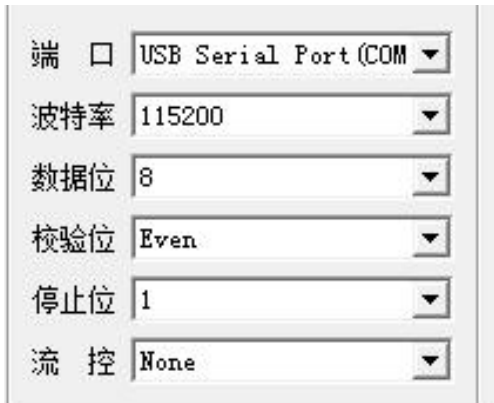 端 口 USB Serial Port(COM
波特率 115200
数据位 8
校验位 Even
停止位 1
流 控 None